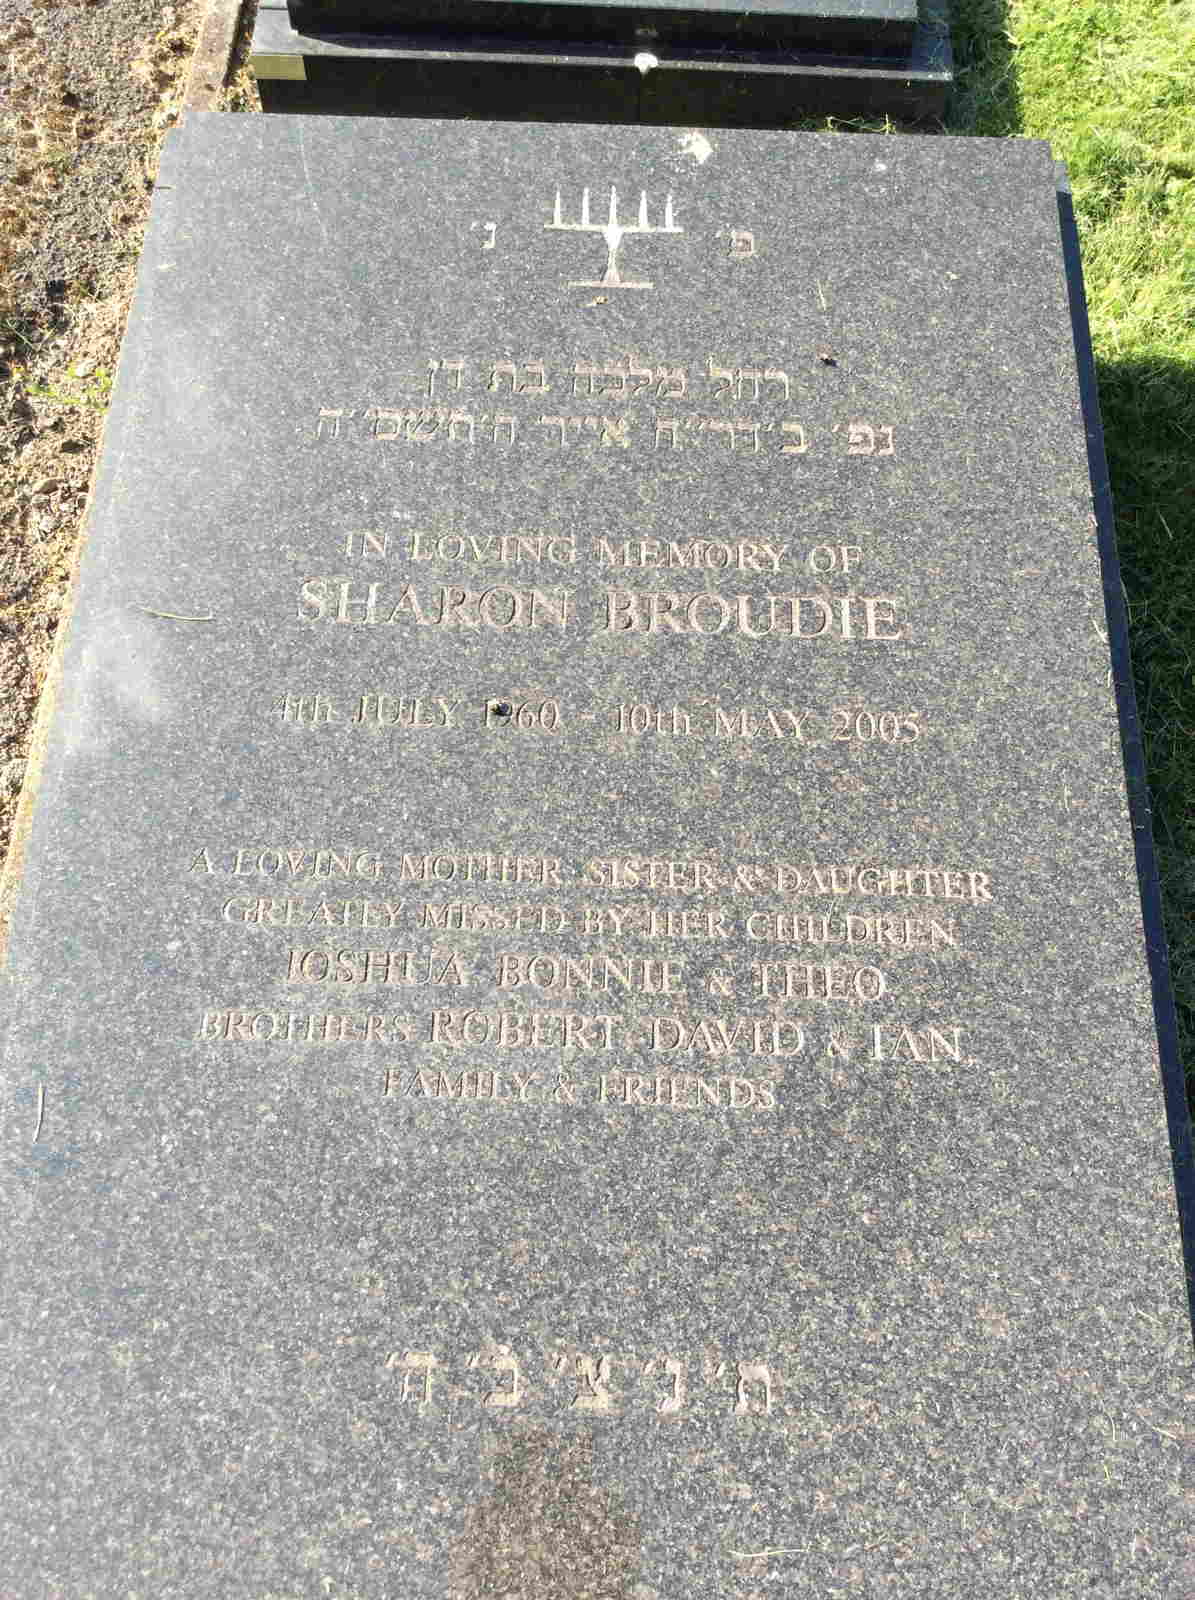 פ' נ'
רחל מלכה בת דן
נפ' ב'דר"ח אייר ה'תשס"ה
IN LOVING MEMORY OF
SHARON BROUDIE
4th JULY 1960 - 10th MAY 2005
A LOVING MOTHER SISTER & DAUGHTER
GREATLY MISSED BY HER CHILDREN
JOSHUA BONNIE & THEO
BROTHERS ROBERT DAVID & IAN,
FAMILY & FRIENDS
ת' נ' צ' ב' ה'